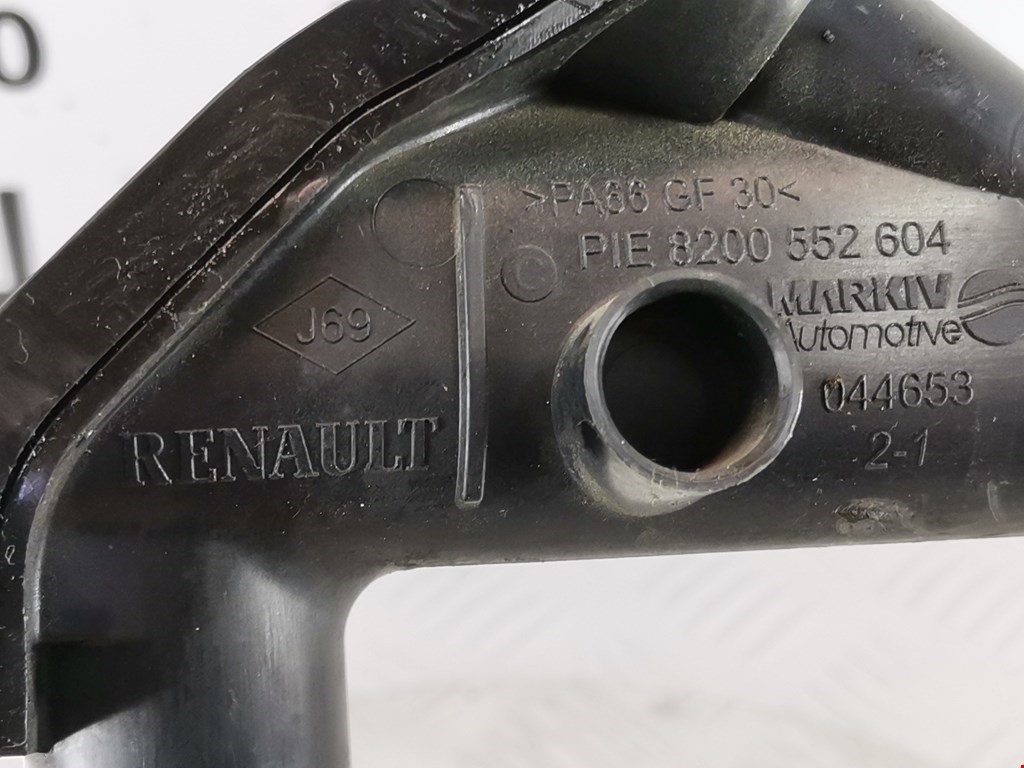 >PA66 GF 30<
PIE 8200 552 604
MARKIV
Automotive
044653
2-1
J69
RENAULT